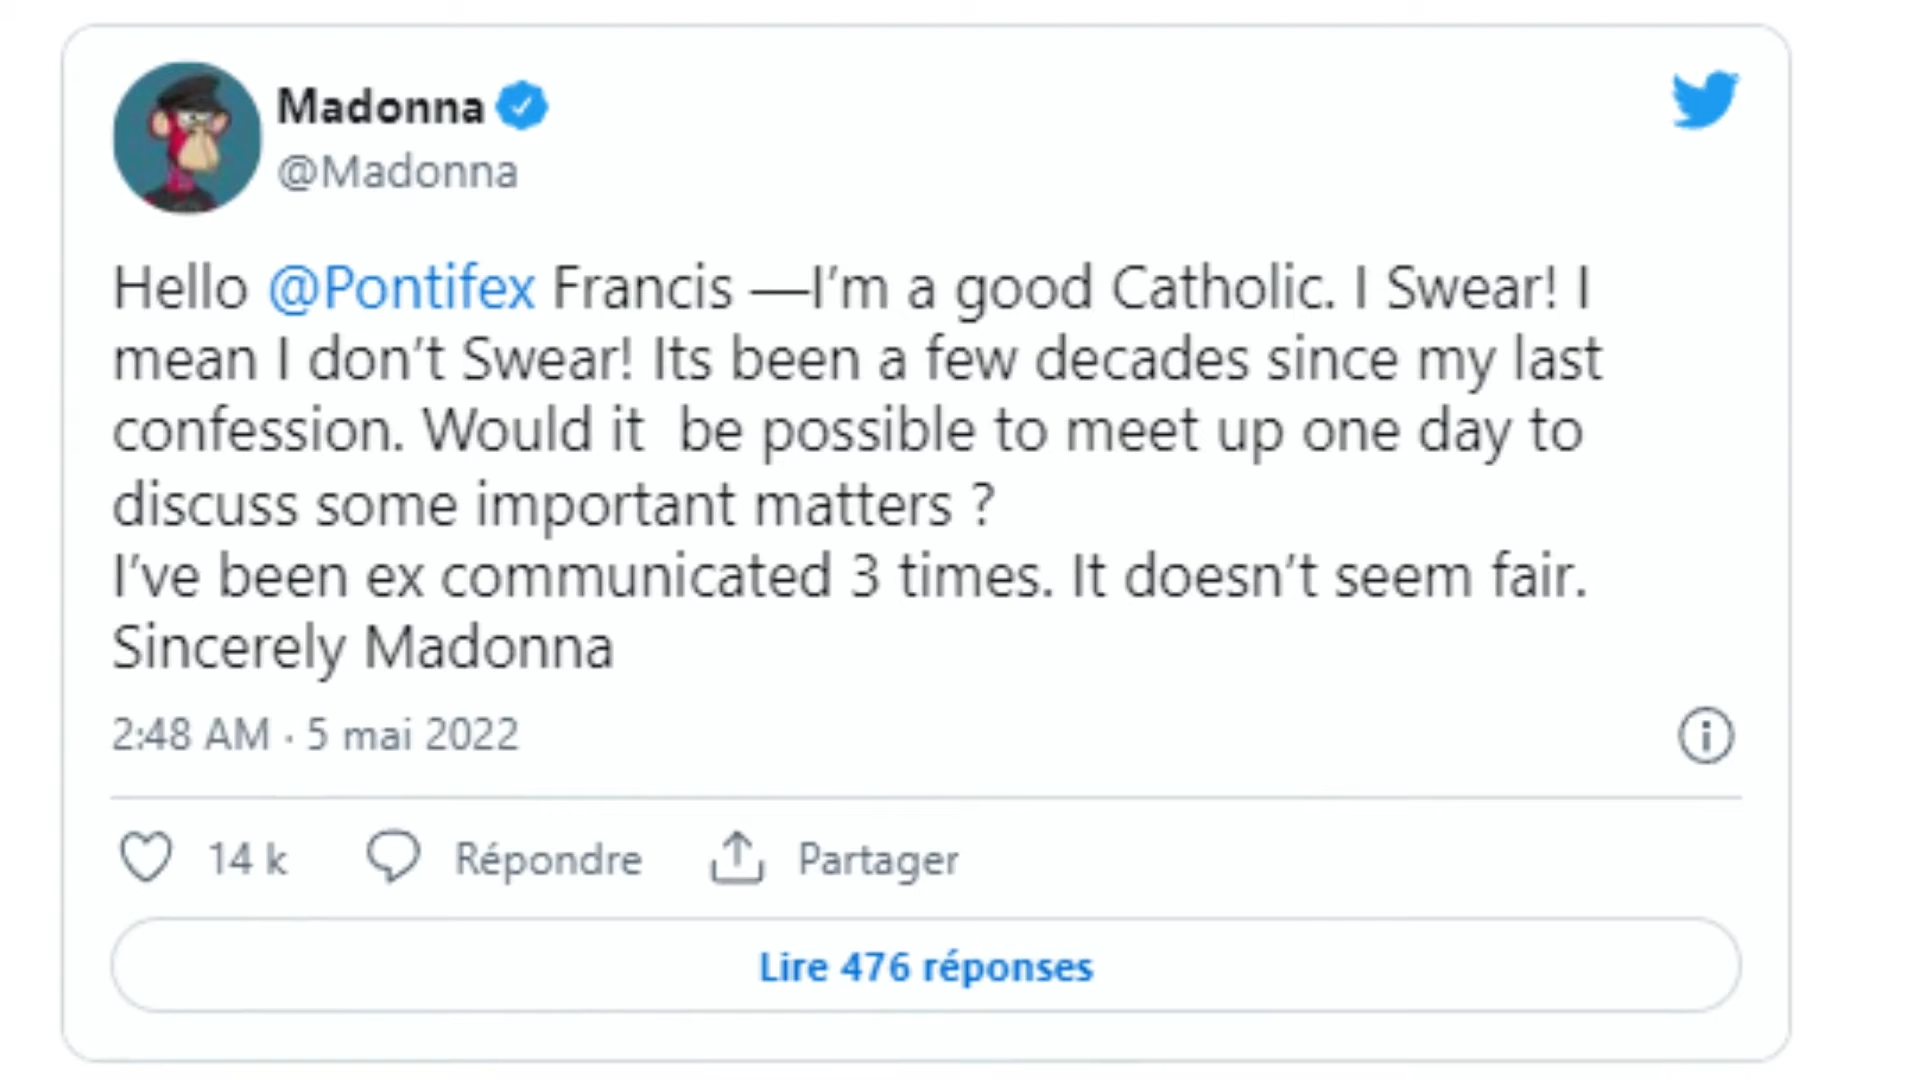 Madonna
@Madonna
Hello @Pontifex Francis —I’m a good Catholic. I Swear! I
mean I don’t Swear! Its been a few decades since my last
confession. Would it  be possible to meet up one day to
discuss some important matters ?
I’ve been ex communicated 3 times. It doesn’t seem fair.
Sincerely Madonna
2:48 AM · 5 mai 2022
14 k Répondre Partager
Lire 476 réponses